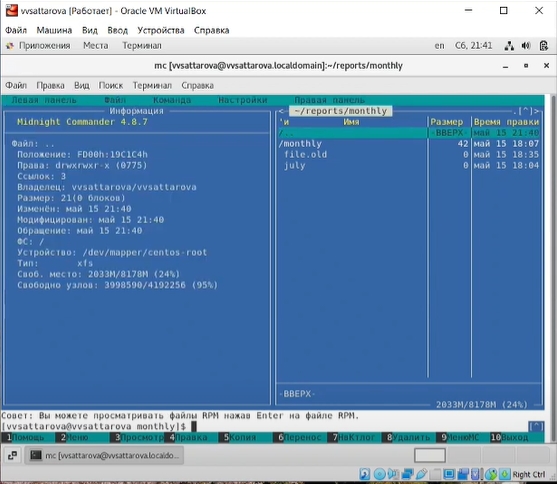 vvsattarova [Работает] - Oracle VM VirtualBox
Файл Машина Вид Ввод Устройства Справка
Приложения Места Терминал en Сб, 21:41
mc [vvsattarova@vvsattarova.localdomain]:~/reports/monthly
Файл Правка Вид Поиск Терминал Справка
Левая панель Файл Команда Настройки Правая панель
Информация
Midnight Commander 4.8.7
Файл: ..
Положение: FD00h:19C1C4h
Права: drwxrwxr-x (0775)
Ссылок: 3
Владелец: vvsattarova/vvsattarova
Размер: 21(0 блоков)
Изменён: май 15 21:40
Модифицирован: май 15 21:40
Обращение: май 15 21:40
ФС: /
Устройство: /dev/mapper/centos-root
Тип: xfs
Своб. место: 2033M/8178M (24%)
Свободно узлов: 3998590/4192256 (95%)
<- ~/reports/monthly .[^]>
'и Имя Размер Время правки
/.. -ВВЕРХ- май 15 21:40
/monthly 42 май 15 18:07
file.old 0 май 15 18:35
july 0 май 15 18:04
-ВВЕРХ-
2033M/8178M (24%)
Совет: Вы можете просматривать файлы RPM нажав Enter на файле RPM.
[vvsattarova@vvsattarova monthly]$ [^]
1Помощь 2Меню 3Просмотр 4Правка 5Копия 6Перенос 7НвКтлог 8Удалить 9МенюMC 10Выход
mc [vvsattarova@vvsattarova.localdo...
Right Ctrl